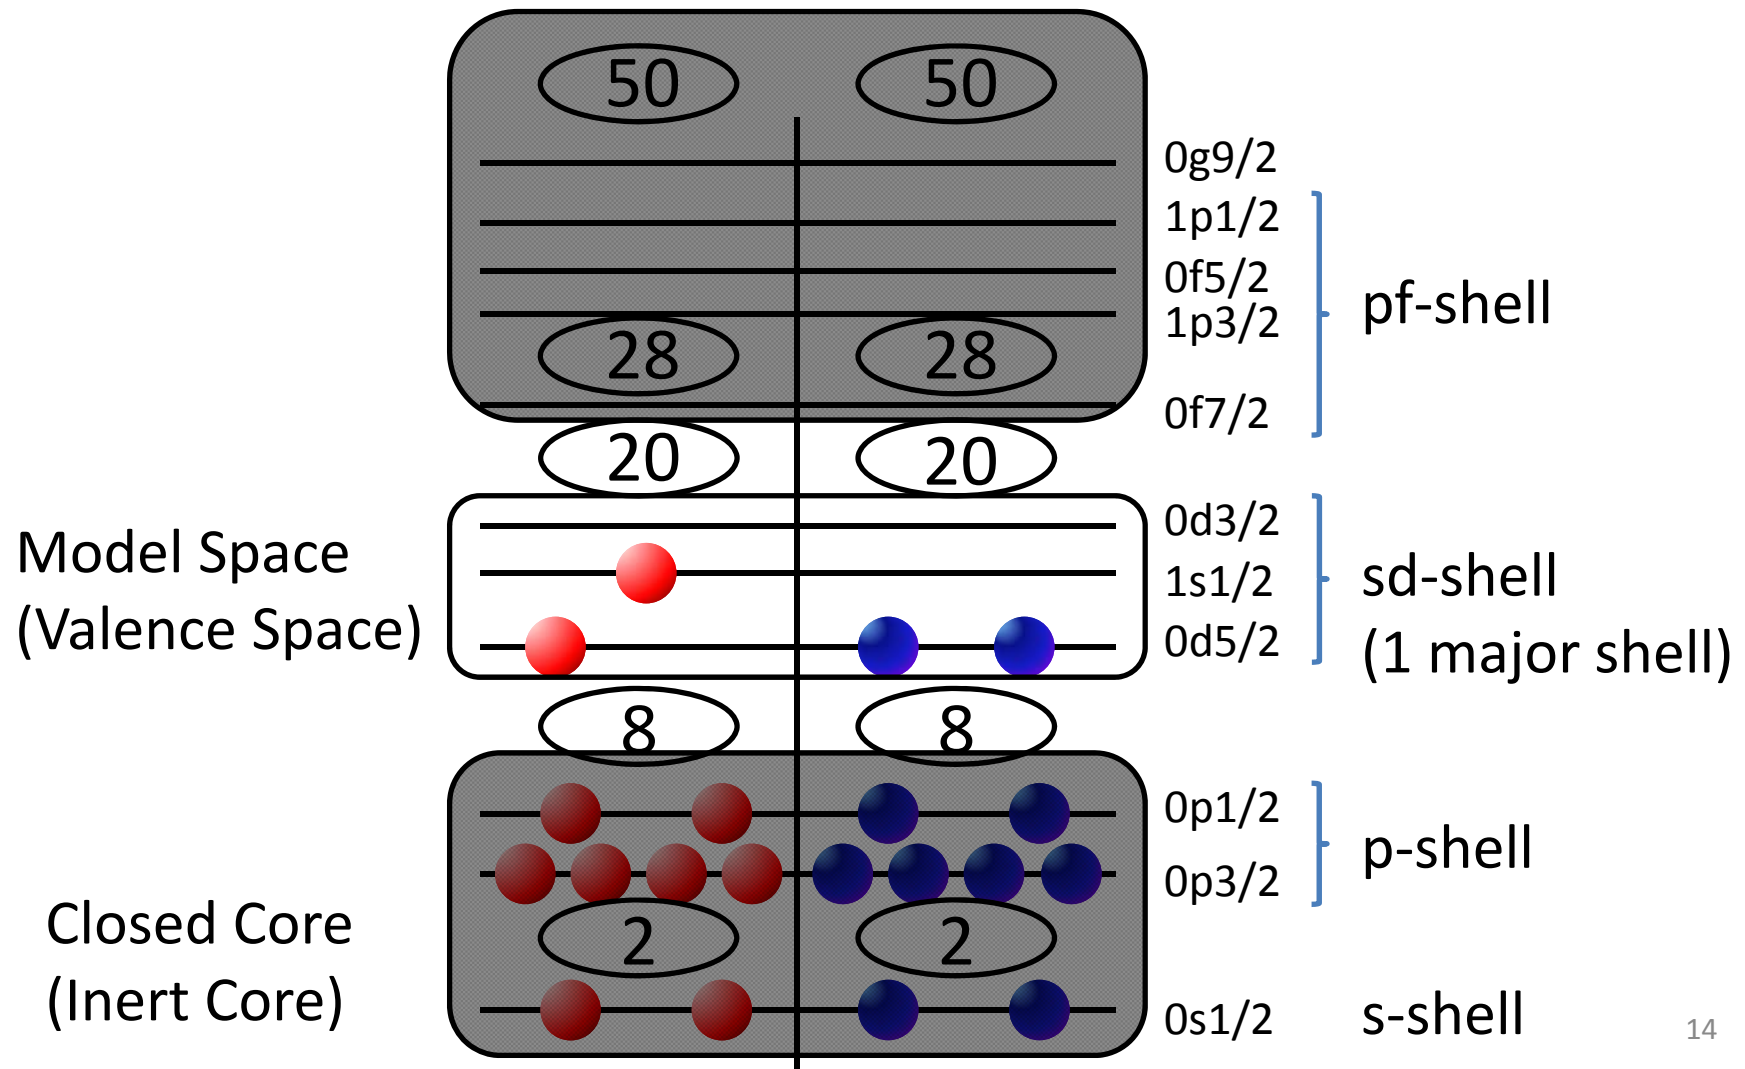 50 50
0g9/2
1p1/2
0f5/2
pf-shell
1p3/2
28 28
0f7/2
20 20
0d3/2
Model Space
sd-shell
1s1/2
(Valence Space)
0d5/2
(1 major shell)
8 8
0p1/2
p-shell
0p3/2
Closed Core
2 2
(Inert Core)
0s1/2
s-shell
14